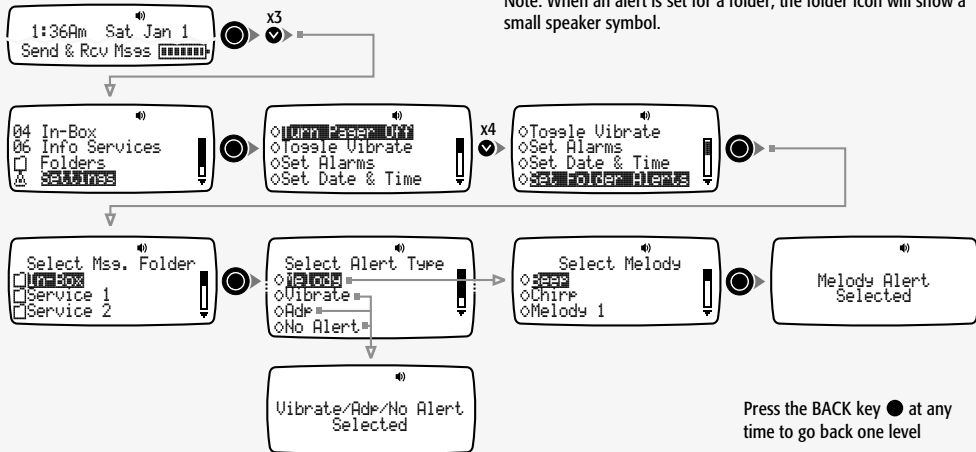 Note: When an alert is set for a folder, the folder icon will show a
small speaker symbol.
1:36Am Sat Jan 1
Send & Rcv Msgs
x3
04 In-Box
06 Info Services
Folders
Settings
Turn Pager Off
Toggle Vibrate
Set Alarms
Set Date & Time
x4
Toggle Vibrate
Set Alarms
Set Date & Time
Set Folder Alerts
Select Msg. Folder
In-Box
Service 1
Service 2
Select Alert Type
Melody
Vibrate
Adp
No Alert
Select Melody
Beep
Chirp
Melody 1
Melody Alert
Selected
Vibrate/Adp/No Alert
Selected
Press the BACK key at any
time to go back one level